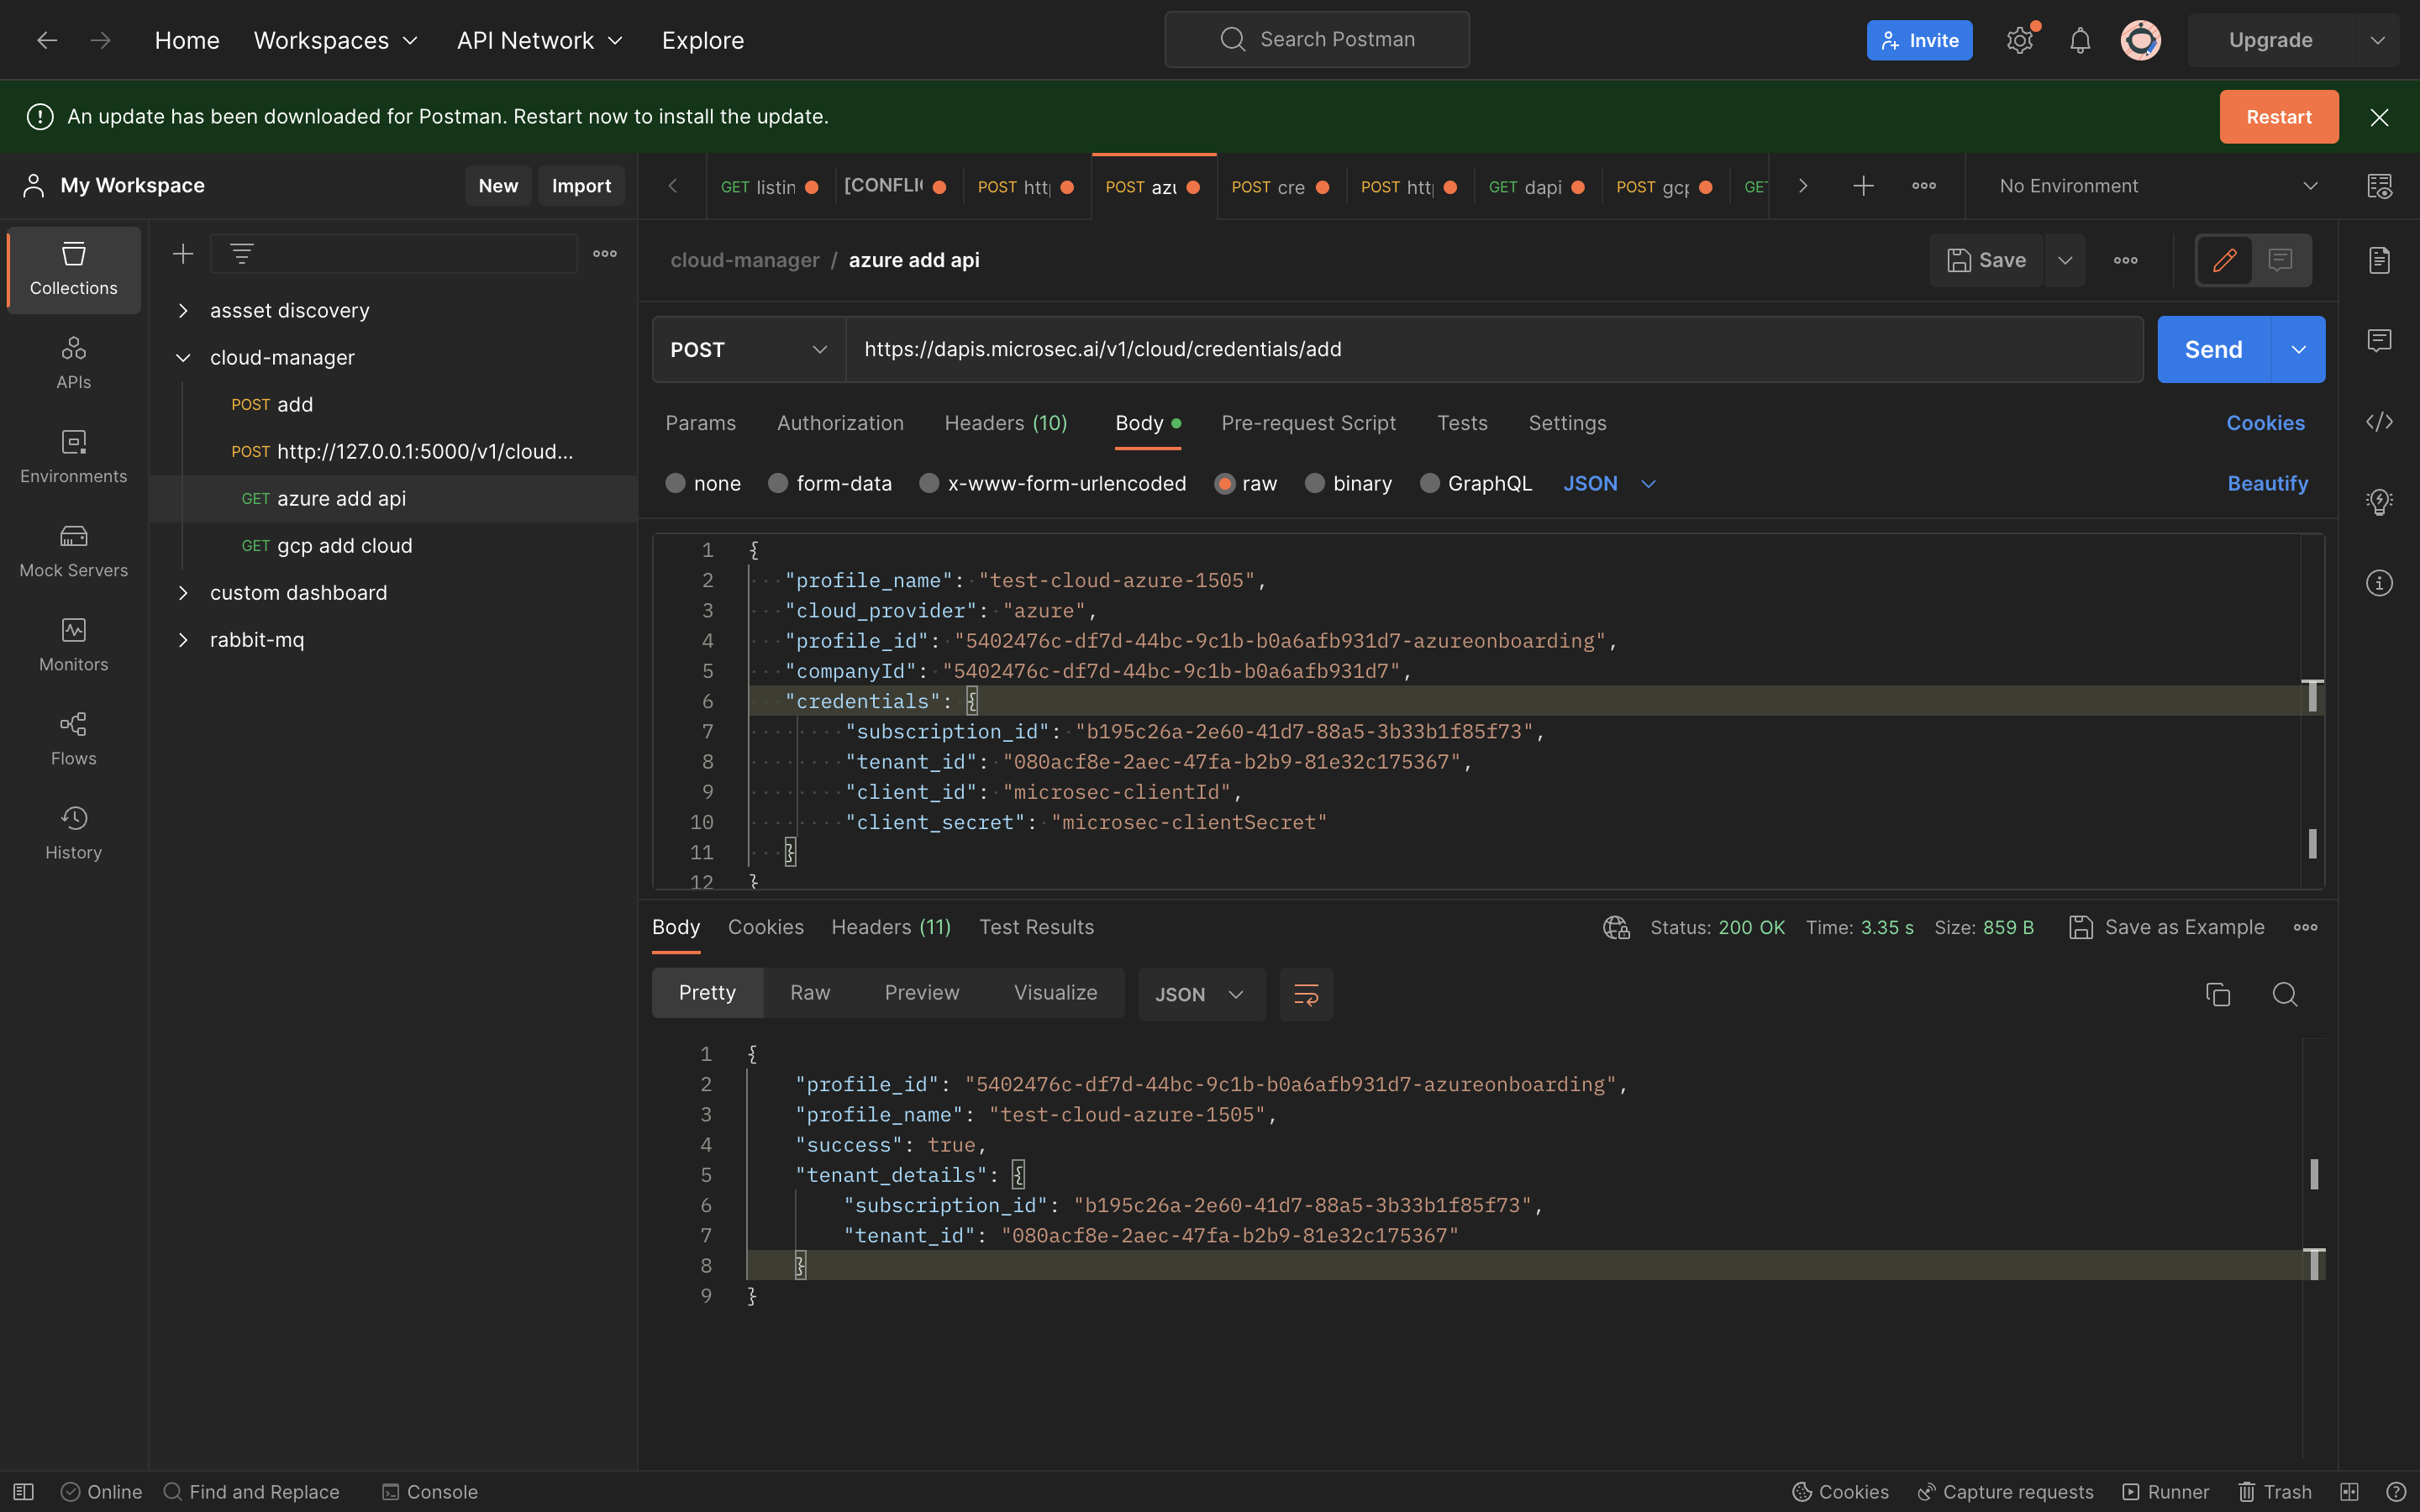 Home Workspaces API Network Explore Search Postman Invite Upgrade
An update has been downloaded for Postman. Restart now to install the update. Restart
My Workspace New Import GET listin [CONFLI POST htt POST azu POST cre POST htt GET dapi POST gcp GET No Environment
Collections
APIs
Environments
Mock Servers
Monitors
Flows
History
assset discovery
cloud-manager
POST add
POST http://127.0.0.1:5000/v1/cloud...
GET azure add api
GET gcp add cloud
custom dashboard
rabbit-mq
cloud-manager / azure add api Save
POST https://dapis.microsec.ai/v1/cloud/credentials/add Send
Params Authorization Headers (10) Body Pre-request Script Tests Settings Cookies
none form-data x-www-form-urlencoded raw binary GraphQL JSON Beautify
1 {
2 "profile_name": "test-cloud-azure-1505",
3 "cloud_provider": "azure",
4 "profile_id": "5402476c-df7d-44bc-9c1b-b0a6afb931d7-azureonboarding",
5 "companyId": "5402476c-df7d-44bc-9c1b-b0a6afb931d7",
6 "credentials": {
7 "subscription_id": "b195c26a-2e60-41d7-88a5-3b33b1f85f73",
8 "tenant_id": "080acf8e-2aec-47fa-b2b9-81e32c175367",
9 "client_id": "microsec-clientId",
10 "client_secret": "microsec-clientSecret"
11 }
12 }
Body Cookies Headers (11) Test Results Status: 200 OK Time: 3.35 s Size: 859 B Save as Example
Pretty Raw Preview Visualize JSON
1 {
2 "profile_id": "5402476c-df7d-44bc-9c1b-b0a6afb931d7-azureonboarding",
3 "profile_name": "test-cloud-azure-1505",
4 "success": true,
5 "tenant_details": {
6 "subscription_id": "b195c26a-2e60-41d7-88a5-3b33b1f85f73",
7 "tenant_id": "080acf8e-2aec-47fa-b2b9-81e32c175367"
8 }
9 }
Online Find and Replace Console Cookies Capture requests Runner Trash